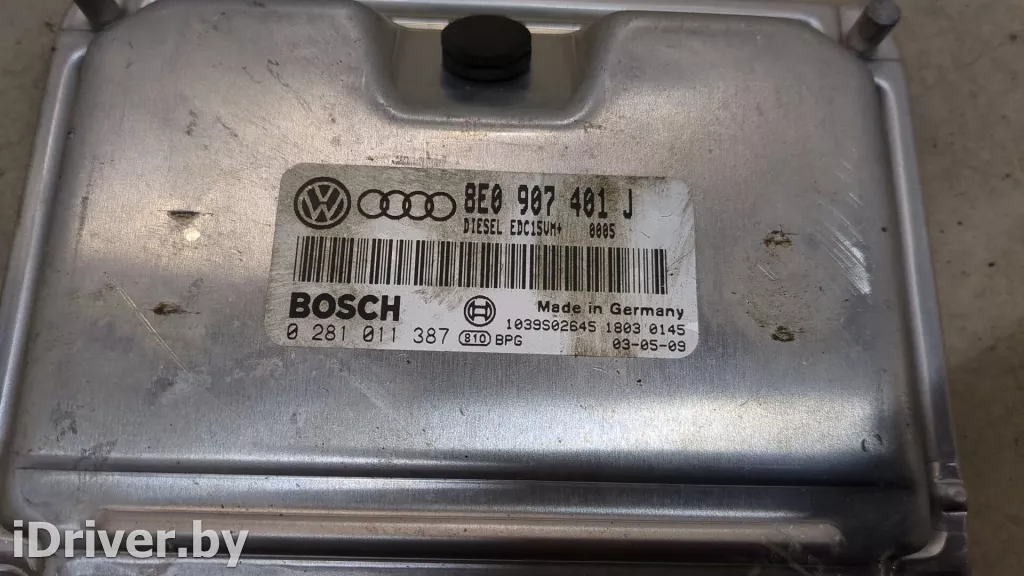 8E0 907 401 J
DIESEL EDC15VM+ 0005
BOSCH
Made in Germany
0 281 011 387 810 BPG
1039S02645 1803 0145
03-05-09
iDriver.by